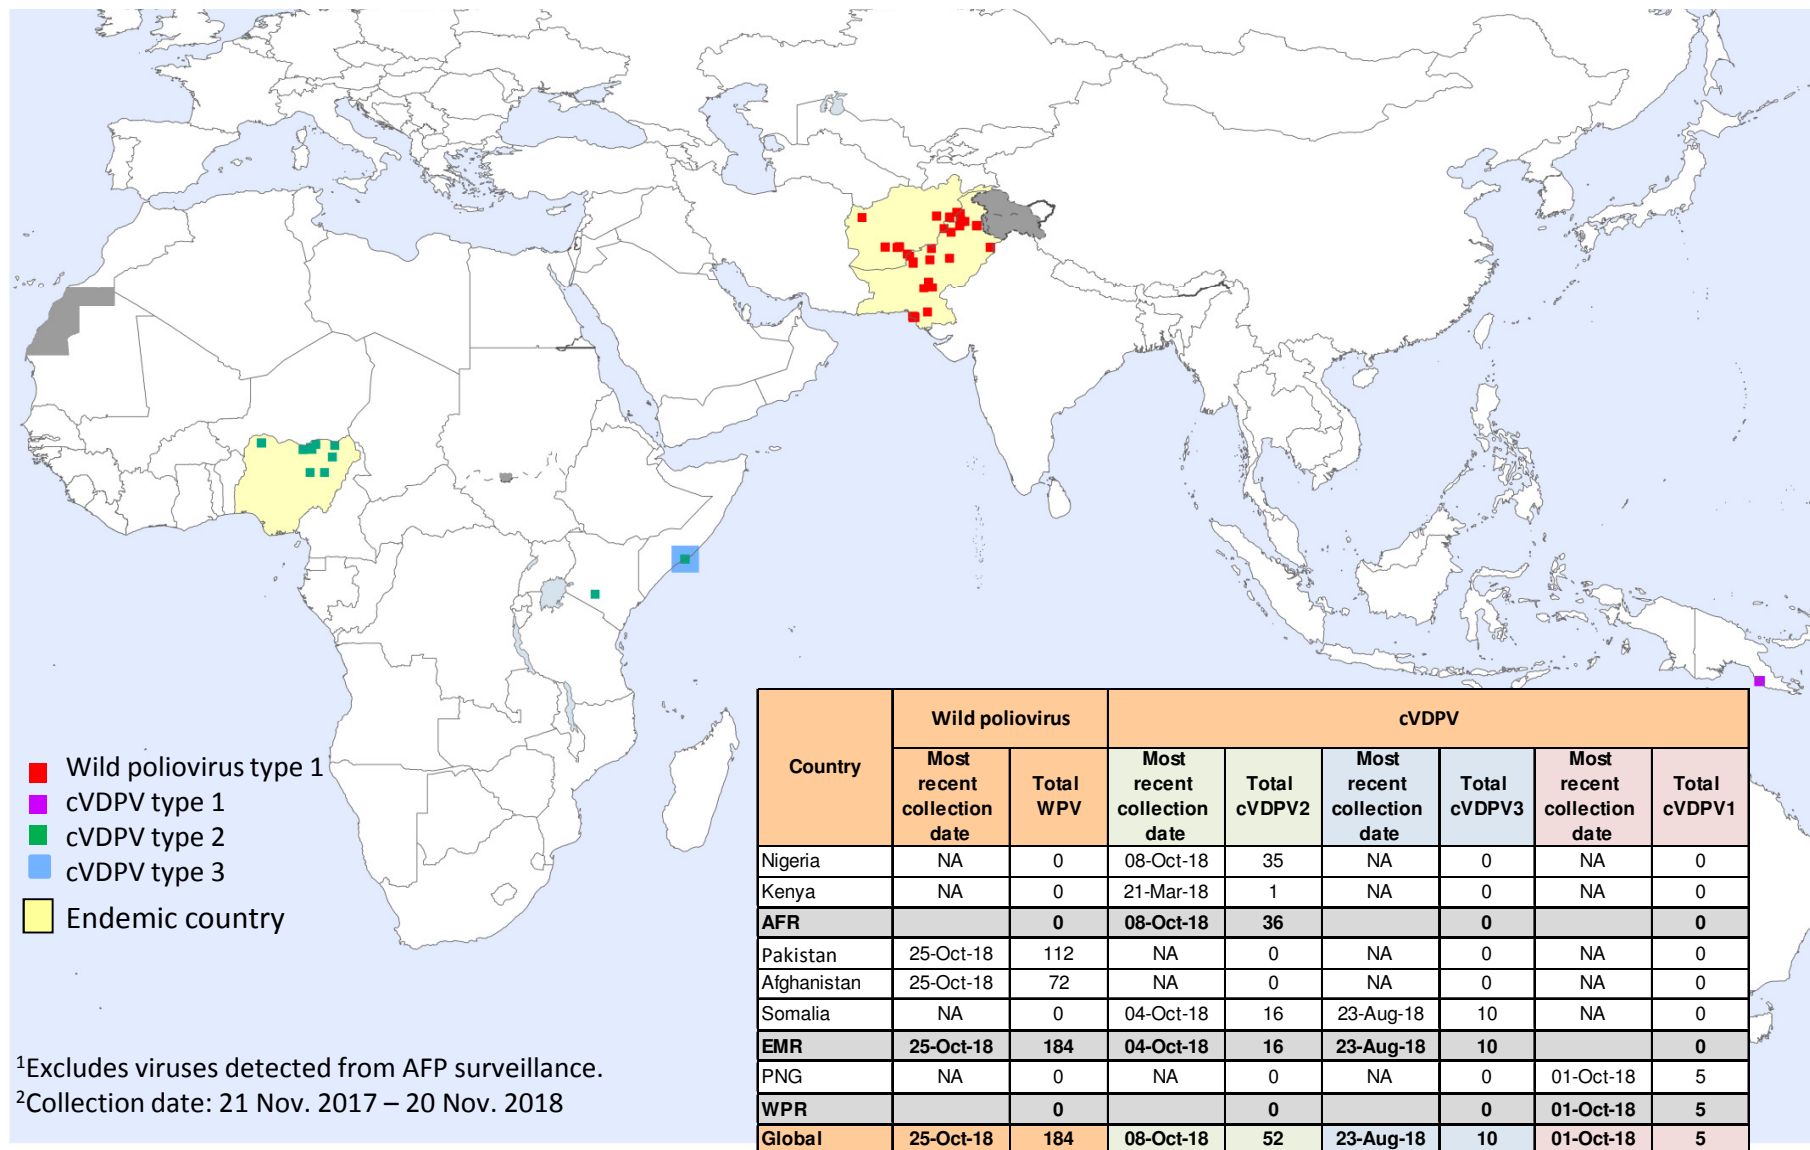 Wild poliovirus type 1
cVDPV type 1
cVDPV type 2
cVDPV type 3
Endemic country
¹Excludes viruses detected from AFP surveillance.
²Collection date: 21 Nov. 2017 – 20 Nov. 2018
Country Wild poliovirus cVDPV
Most recent collection date Total WPV Most recent collection date Total cVDPV2 Most recent collection date Total cVDPV3 Most recent collection date Total cVDPV1
Nigeria NA 0 08-Oct-18 35 NA 0 NA 0
Kenya NA 0 21-Mar-18 1 NA 0 NA 0
AFR 0 08-Oct-18 36 0 0
Pakistan 25-Oct-18 112 NA 0 NA 0 NA 0
Afghanistan 25-Oct-18 72 NA 0 NA 0 NA 0
Somalia NA 0 04-Oct-18 16 23-Aug-18 10 NA 0
EMR 25-Oct-18 184 04-Oct-18 16 23-Aug-18 10 0
PNG NA 0 NA 0 NA 0 01-Oct-18 5
WPR 0 0 0 01-Oct-18 5
Global 25-Oct-18 184 08-Oct-18 52 23-Aug-18 10 01-Oct-18 5